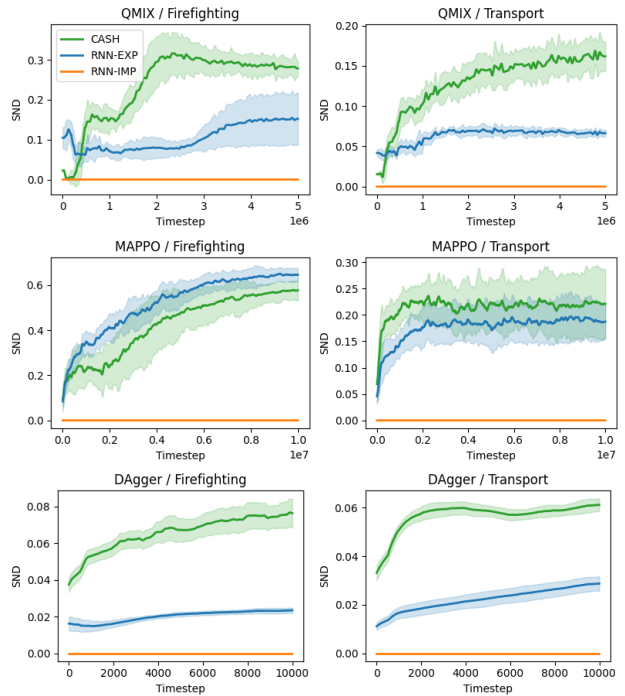 QMIX / Firefighting
CASH
RNN-EXP
RNN-IMP
SND
0.3
0.2
0.1
0.0
0 1 2 3 4 5
1e6
Timestep
QMIX / Transport
SND
0.20
0.15
0.10
0.05
0.00
0 1 2 3 4 5
1e6
Timestep
MAPPO / Firefighting
SND
0.6
0.4
0.2
0.0
0.0 0.2 0.4 0.6 0.8 1.0
1e7
Timestep
MAPPO / Transport
SND
0.30
0.25
0.20
0.15
0.10
0.05
0.00
0.0 0.2 0.4 0.6 0.8 1.0
1e7
Timestep
DAgger / Firefighting
SND
0.08
0.06
0.04
0.02
0.00
0 2000 4000 6000 8000 10000
Timestep
DAgger / Transport
SND
0.06
0.04
0.02
0.00
0 2000 4000 6000 8000 10000
Timestep